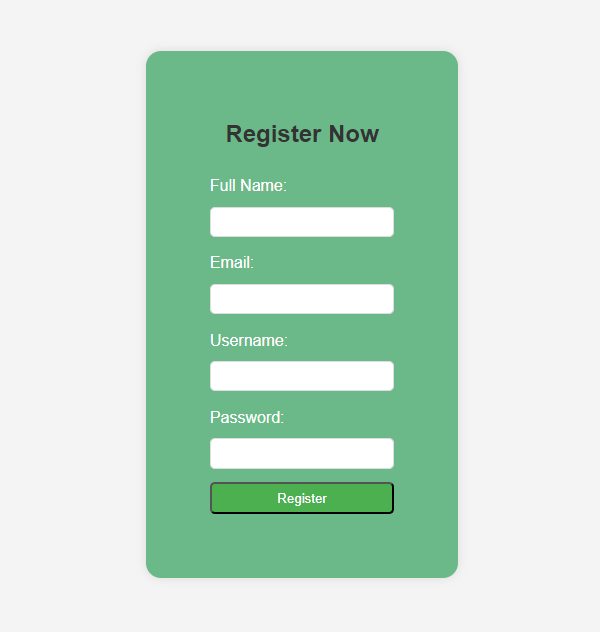 Register Now
Full Name:
Email:
Username:
Password:
Register